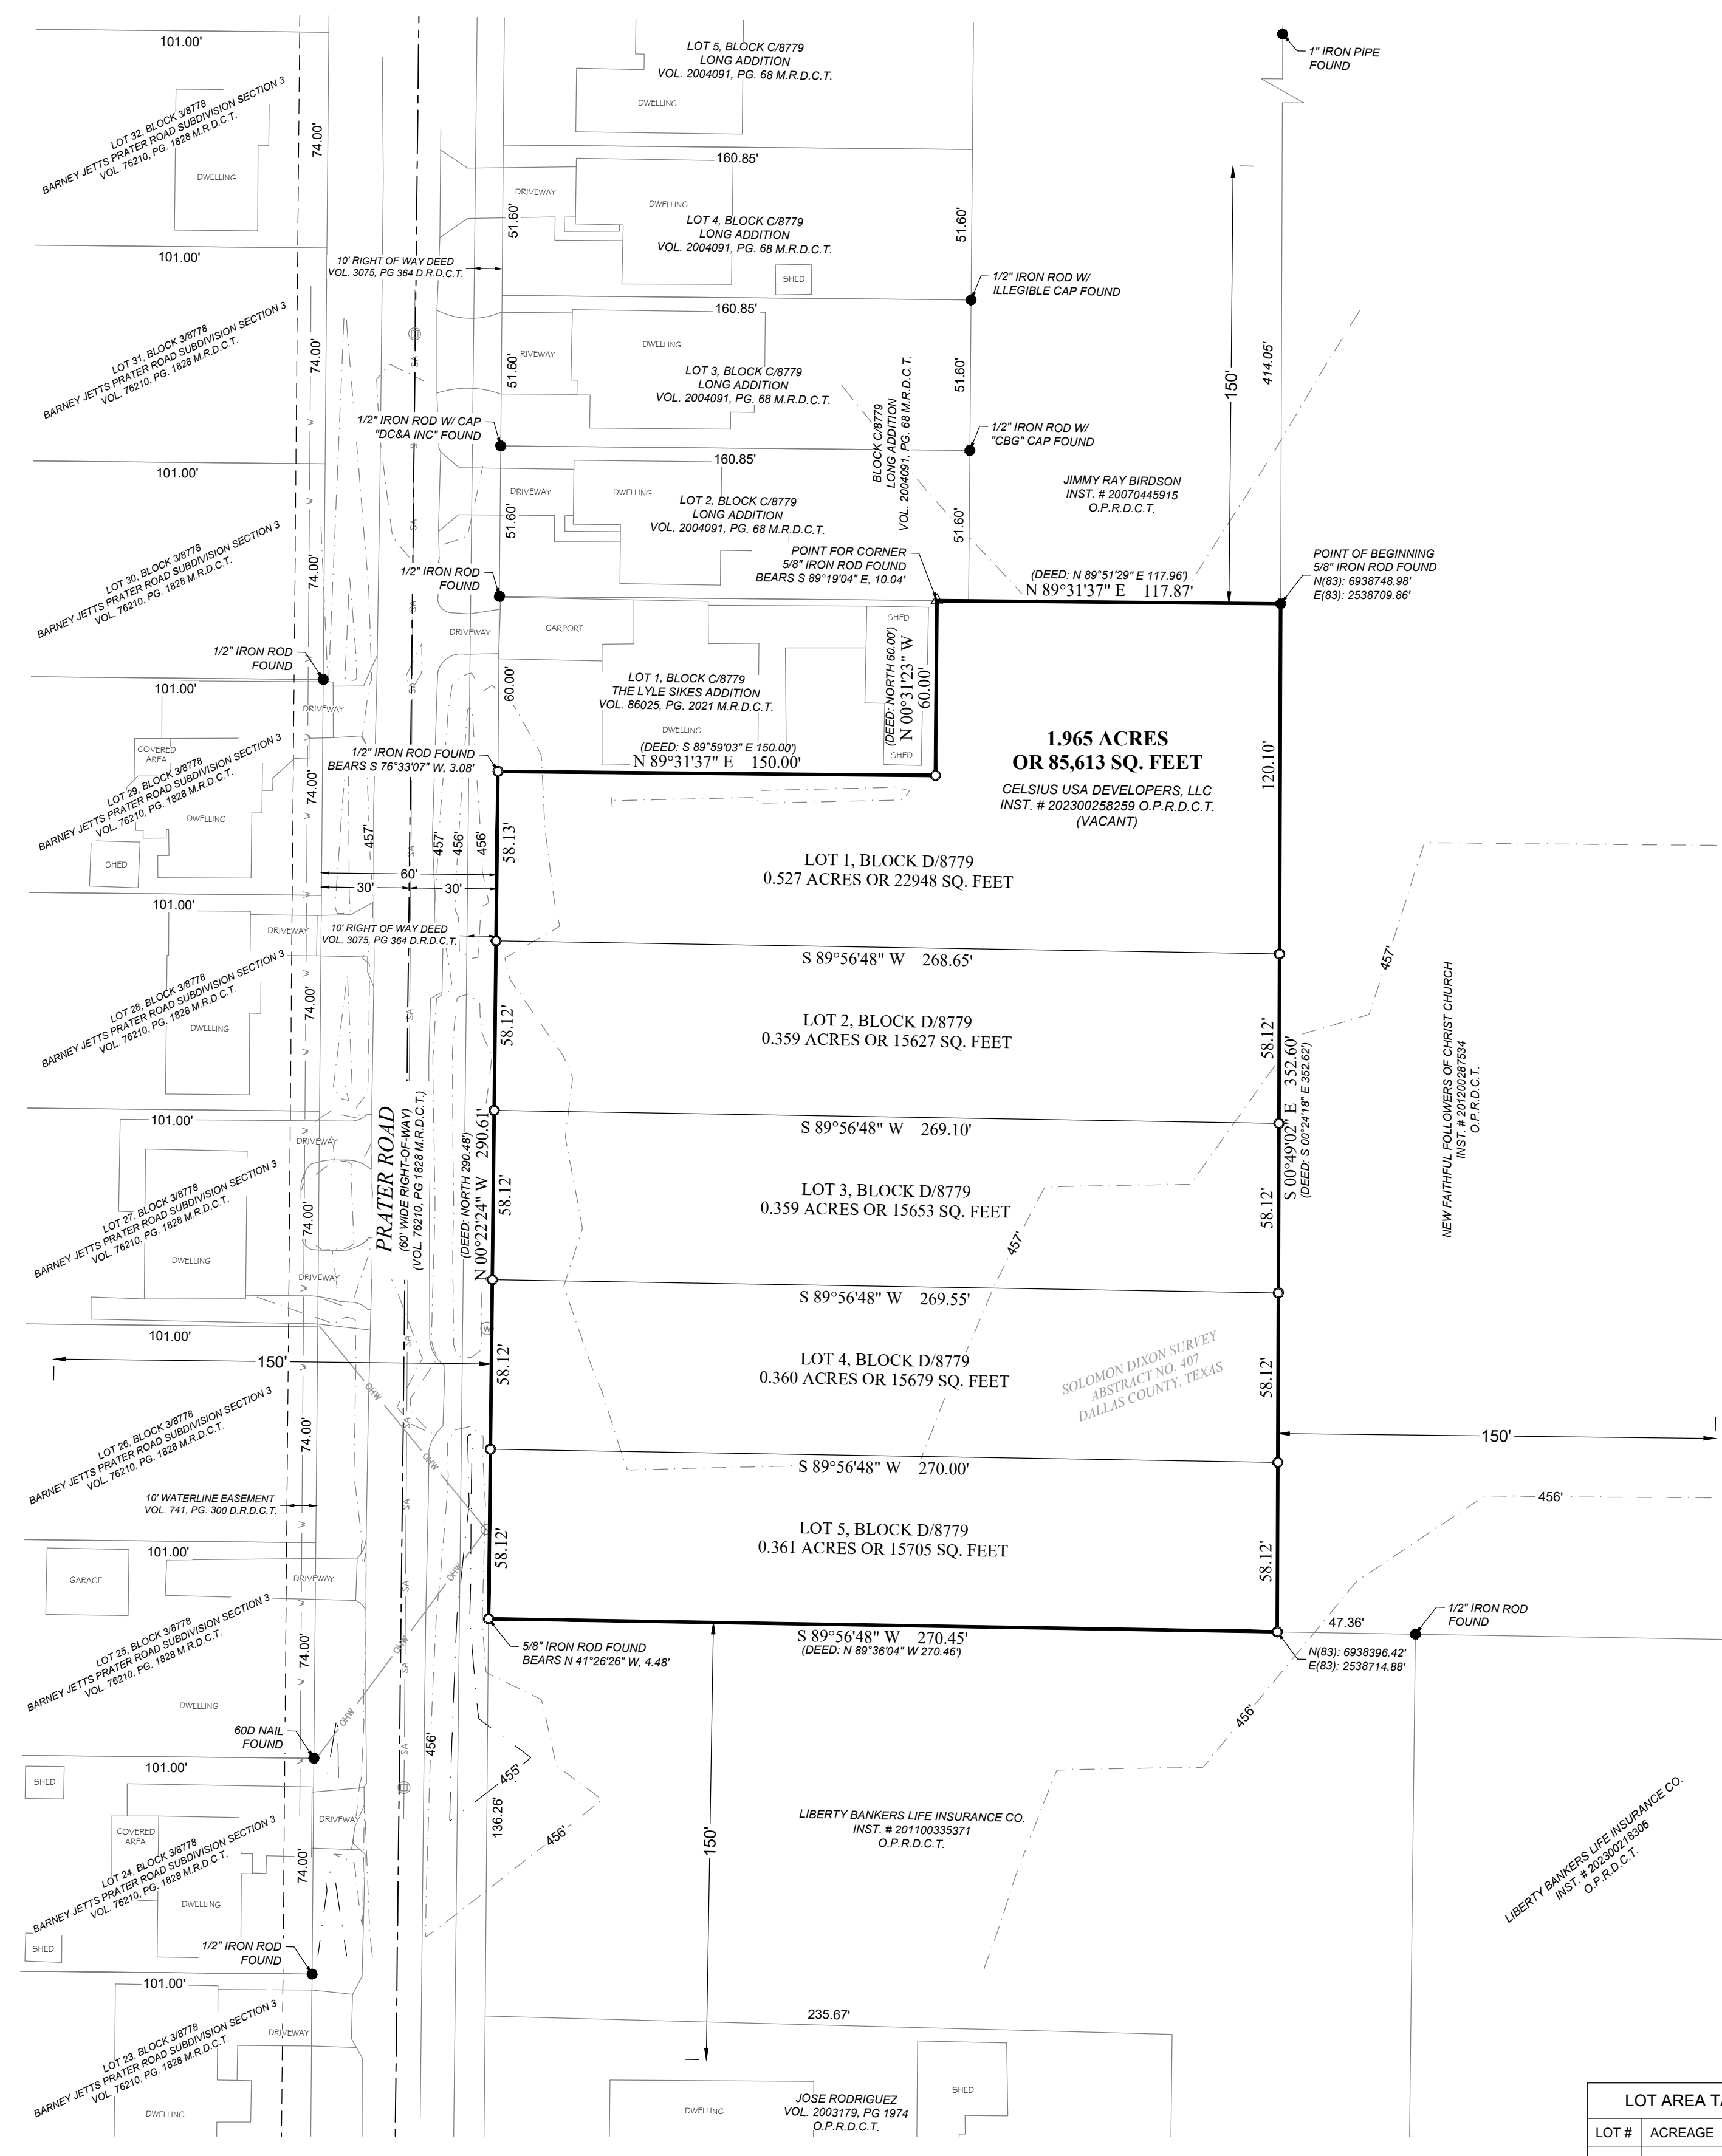 101.00'
LOT 32, BLOCK 3/8778
BARNEY JETTS PRATER ROAD SUBDIVISION SECTION 3
VOL. 76210, PG. 1828 M.R.D.C.T.
DWELLING
74.00'
LOT 5, BLOCK C/8779
LONG ADDITION
VOL. 2004091, PG. 68 M.R.D.C.T.
DWELLING
1" IRON PIPE
FOUND
160.85'
DRIVEWAY
DWELLING
LOT 4, BLOCK C/8779
LONG ADDITION
VOL. 2004091, PG. 68 M.R.D.C.T.
SHED
51.60'
51.60'
101.00'
10' RIGHT OF WAY DEED
VOL. 3075, PG 364 D.R.D.C.T.
1/2" IRON ROD W/
ILLEGIBLE CAP FOUND
LOT 31, BLOCK 3/8778
BARNEY JETTS PRATER ROAD SUBDIVISION SECTION 3
VOL. 76210, PG. 1828 M.R.D.C.T.
74.00'
160.85'
RIVEWAY
DWELLING
LOT 3, BLOCK C/8779
LONG ADDITION
VOL. 2004091, PG. 68 M.R.D.C.T.
51.60'
51.60'
SA
150'
414.05'
BLOCK C/8779
LONG ADDITION
VOL. 2004091, PG. 68 M.R.D.C.T.
1/2" IRON ROD W/ CAP
"DC&A INC" FOUND
1/2" IRON ROD W/
"CBG" CAP FOUND
101.00'
160.85'
DRIVEWAY
DWELLING
LOT 2, BLOCK C/8779
LONG ADDITION
VOL. 2004091, PG. 68 M.R.D.C.T.
51.60'
51.60'
SA
JIMMY RAY BIRDSON
INST. # 20070445915
O.P.R.D.C.T.
LOT 30, BLOCK 3/8778
BARNEY JETTS PRATER ROAD SUBDIVISION SECTION 3
VOL. 76210, PG. 1828 M.R.D.C.T.
74.00'
1/2" IRON ROD
FOUND
POINT FOR CORNER
5/8" IRON ROD FOUND
BEARS S 89°19'04" E, 10.04'
(DEED: N 89°51'29" E 117.96')
N 89°31'37" E 117.87'
POINT OF BEGINNING
5/8" IRON ROD FOUND
N(83): 6938748.98'
E(83): 2538709.86'
SA
DRIVEWAY
CARPORT
SHED
1/2" IRON ROD
FOUND
101.00'
DRIVEWAY
SA
60.00'
LOT 1, BLOCK C/8779
THE LYLE SIKES ADDITION
VOL. 86025, PG. 2021 M.R.D.C.T.
DWELLING
(DEED: NORTH 60.00')
N 00°31'23" W
60.00'
SHED
(DEED: S 89°59'03" E 150.00')
N 89°31'37" E 150.00'
1/2" IRON ROD FOUND
BEARS S 76°33'07" W, 3.08'
COVERED
AREA
LOT 29, BLOCK 3/8778
BARNEY JETTS PRATER ROAD SUBDIVISION SECTION 3
VOL. 76210, PG. 1828 M.R.D.C.T.
DWELLING
SHED
74.00'
1.965 ACRES
OR 85,613 SQ. FEET
CELSIUS USA DEVELOPERS, LLC
INST. # 202300258259 O.P.R.D.C.T.
(VACANT)
120.10'
457'
SA
457'
456'
456'
58.13'
LOT 1, BLOCK D/8779
0.527 ACRES OR 22948 SQ. FEET
60'
30'
30'
101.00'
DRIVEWAY
10' RIGHT OF WAY DEED
VOL. 3075, PG 364 D.R.D.C.T.
S 89°56'48" W 268.65'
457'
LOT 28, BLOCK 3/8778
BARNEY JETTS PRATER ROAD SUBDIVISION SECTION 3
VOL. 76210, PG. 1828 M.R.D.C.T.
DWELLING
74.00'
SA
58.12'
LOT 2, BLOCK D/8779
0.359 ACRES OR 15627 SQ. FEET
58.12'
S 00°49'02" E 352.60'
(DEED: S 00°24'18" E 352.62')
NEW FAITHFUL FOLLOWERS OF CHRIST CHURCH
INST. # 201200287534
O.P.R.D.C.T.
101.00'
DRIVEWAY
S 89°56'48" W 269.10'
PRATER ROAD
(60' WIDE RIGHT-OF-WAY)
(VOL. 76210, PG 1828 M.R.D.C.T.)
(DEED: NORTH 290.48')
N 00°22'24" W 290.61'
58.12'
LOT 27, BLOCK 3/8778
BARNEY JETTS PRATER ROAD SUBDIVISION SECTION 3
VOL. 76210, PG. 1828 M.R.D.C.T.
DWELLING
74.00'
DRIVEWAY
LOT 3, BLOCK D/8779
0.359 ACRES OR 15653 SQ. FEET
58.12'
457'
S 89°56'48" W 269.55'
101.00'
W
SA
150'
58.12'
LOT 4, BLOCK D/8779
0.360 ACRES OR 15679 SQ. FEET
SOLOMON DIXON SURVEY
ABSTRACT NO. 407
DALLAS COUNTY, TEXAS
58.12'
OHW
LOT 26, BLOCK 3/8778
BARNEY JETTS PRATER ROAD SUBDIVISION SECTION 3
VOL. 76210, PG. 1828 M.R.D.C.T.
74.00'
SA
OHW
150'
S 89°56'48" W 270.00'
10' WATERLINE EASEMENT
VOL. 741, PG. 300 D.R.D.C.T.
SA
456'
101.00'
GARAGE
DRIVEWAY
SA
OHW
58.12'
LOT 5, BLOCK D/8779
0.361 ACRES OR 15705 SQ. FEET
58.12'
LOT 25, BLOCK 3/8778
BARNEY JETTS PRATER ROAD SUBDIVISION SECTION 3
VOL. 76210, PG. 1828 M.R.D.C.T.
DWELLING
74.00'
OHW
5/8" IRON ROD FOUND
BEARS N 41°26'26" W, 4.48'
S 89°56'48" W 270.45'
(DEED: N 89°36'04" W 270.46')
47.36'
1/2" IRON ROD
FOUND
N(83): 6938396.42'
E(83): 2538714.88'
60D NAIL
FOUND
OHW
SA
456'
455'
456'
101.00'
SHED
DRIVEWAY
COVERED
AREA
LOT 24, BLOCK 3/8778
BARNEY JETTS PRATER ROAD SUBDIVISION SECTION 3
VOL. 76210, PG. 1828 M.R.D.C.T.
DWELLING
SHED
74.00'
136.26'
456'
150'
LIBERTY BANKERS LIFE INSURANCE CO.
INST. # 201100335371
O.P.R.D.C.T.
LIBERTY BANKERS LIFE INSURANCE CO.
INST. # 202300218306
O.P.R.D.C.T.
1/2" IRON ROD
FOUND
101.00'
DRIVEWAY
LOT 23, BLOCK 3/8778
BARNEY JETTS PRATER ROAD SUBDIVISION SECTION 3
VOL. 76210, PG. 1828 M.R.D.C.T.
DWELLING
235.67'
DWELLING
JOSE RODRIGUEZ
VOL. 2003179, PG 1974
O.P.R.D.C.T.
SHED
LOT AREA TA
LOT # ACREAGE